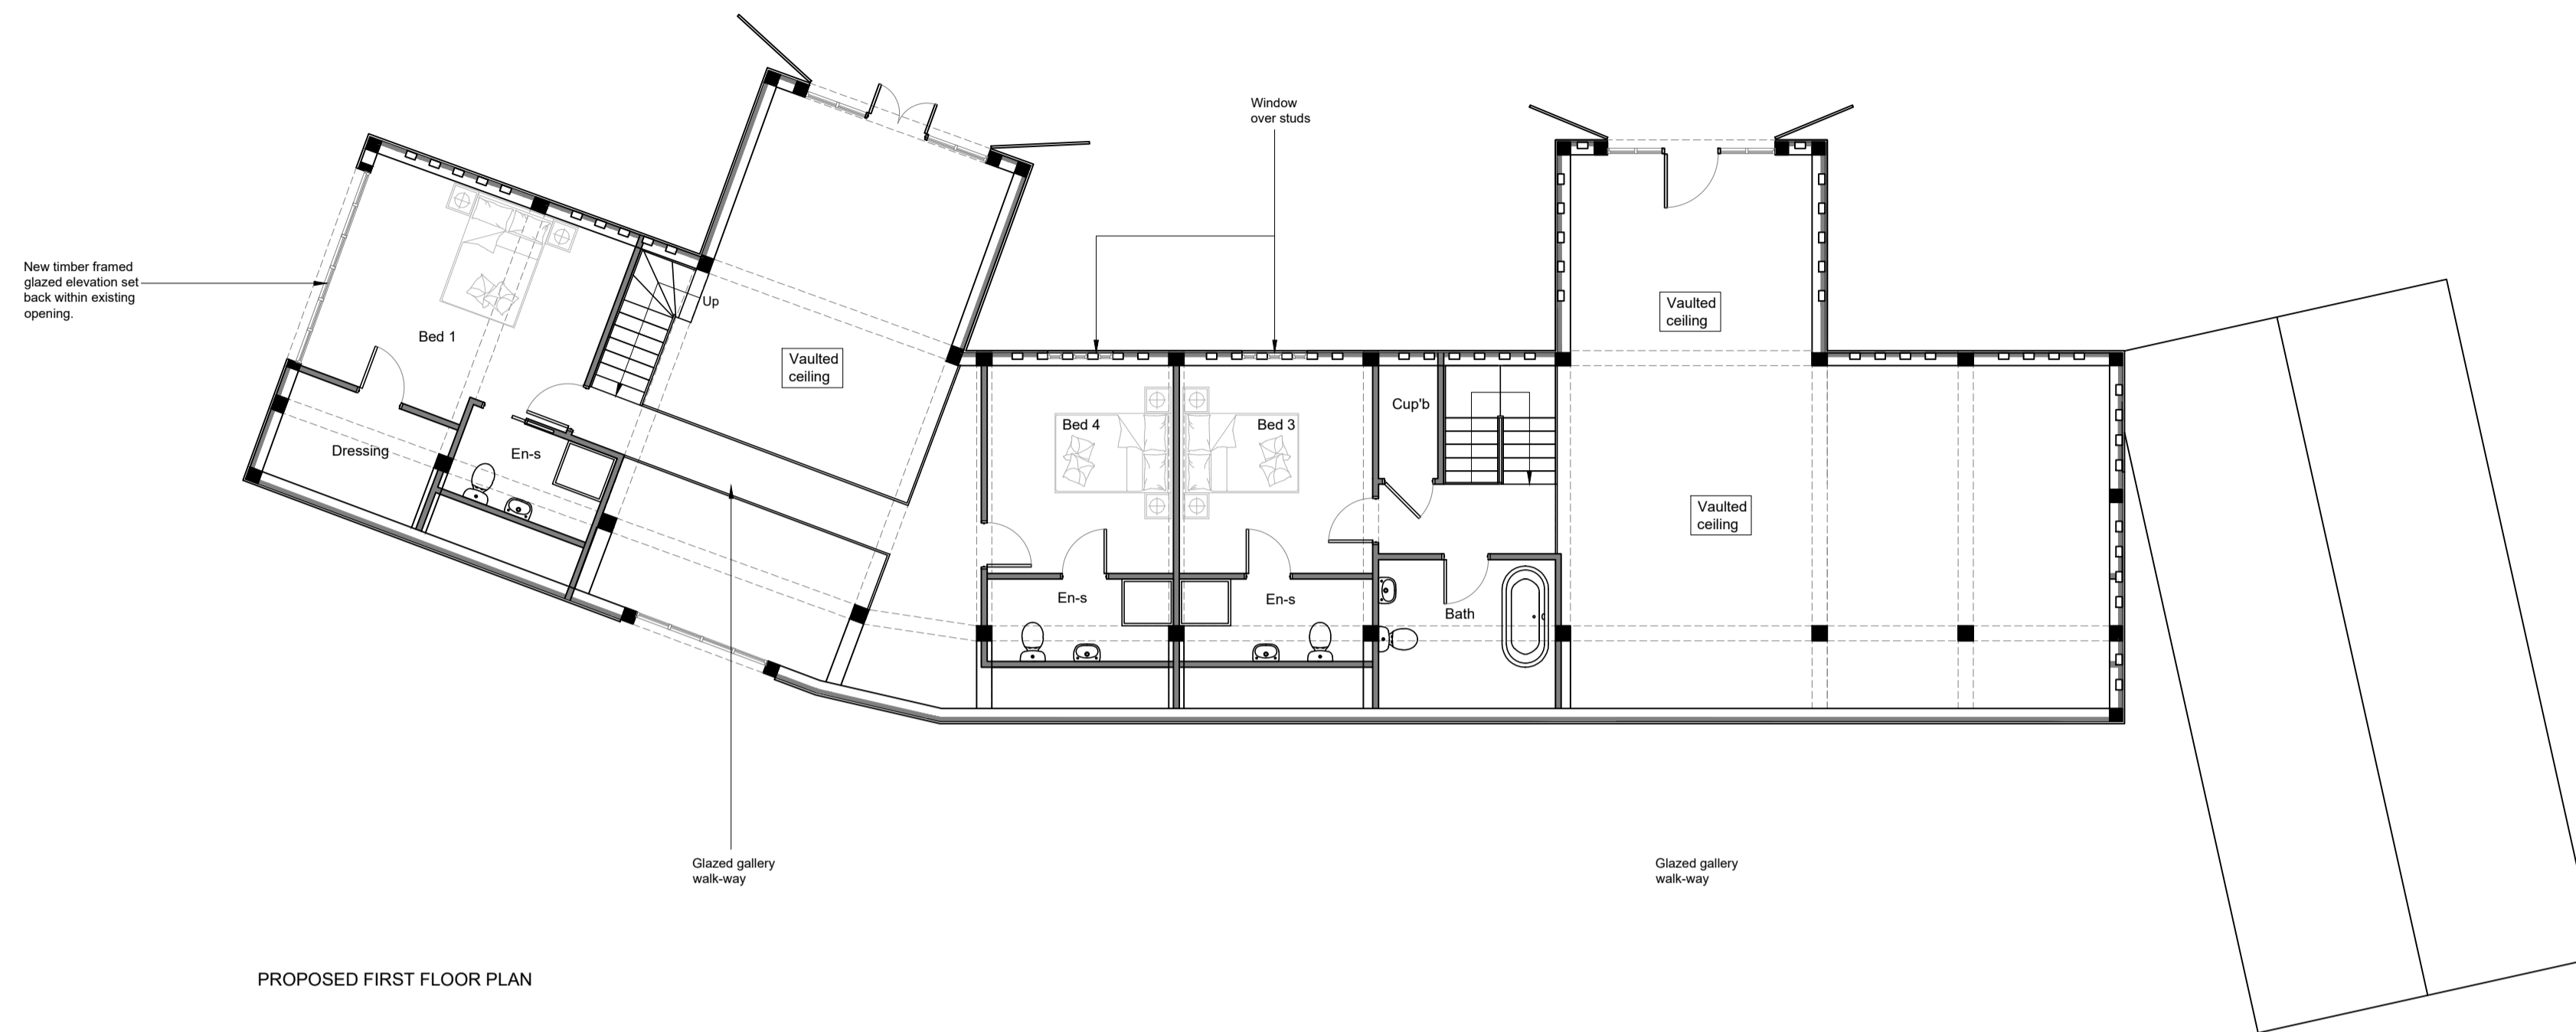 Window
over studs
New timber framed
glazed elevation set
back within existing
opening.
Up
Vaulted
ceiling
Bed 1
Vaulted
ceiling
Cup'b
Bed 4
Bed 3
Dressing
En-s
Vaulted
ceiling
En-s
En-s
Bath
Glazed gallery
walk-way
Glazed gallery
walk-way
PROPOSED FIRST FLOOR PLAN